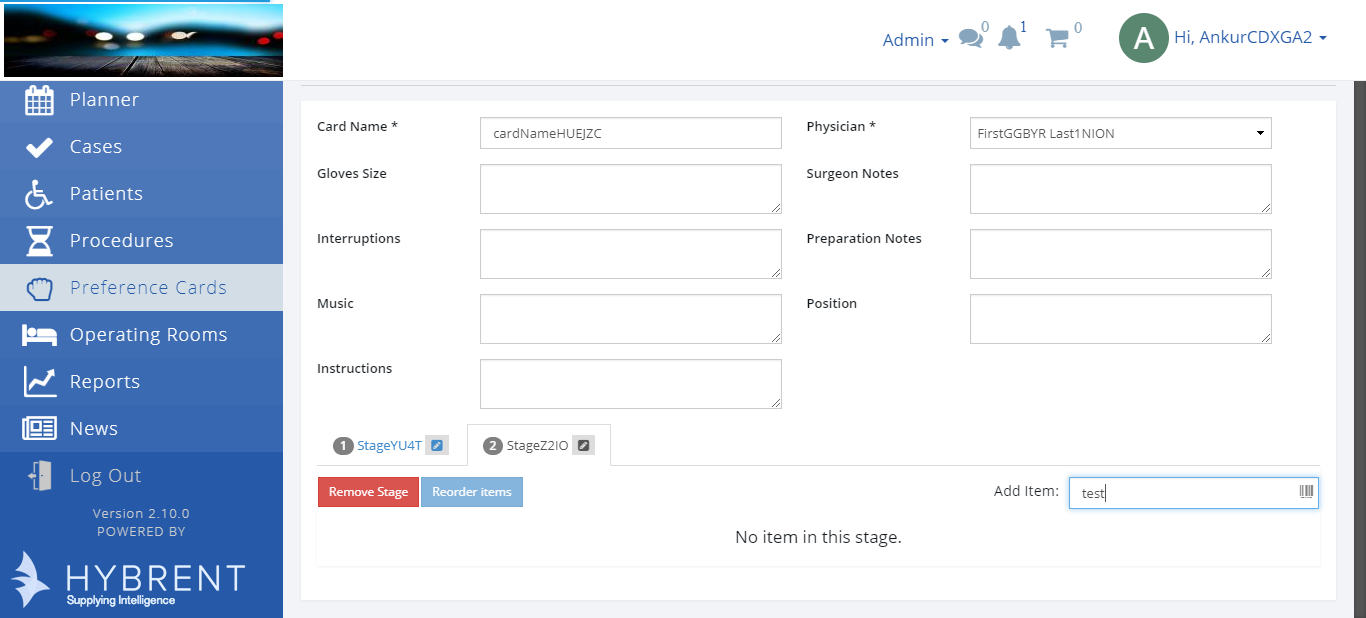 Admin 0 1 0 A Hi, AnkurCDXGA2
Planner
Cases
Patients
Procedures
Preference Cards
Operating Rooms
Reports
News
Log Out
Version 2.10.0
POWERED BY
HYBRENT
Supplying Intelligence
Card Name * cardNameHUEJZC Physician * FirstGGBYR Last1NION
Gloves Size Surgeon Notes
Interruptions Preparation Notes
Music Position
Instructions
1 StageYU4T 2 StageZ2IO
Remove Stage Reorder items Add Item: test
No item in this stage.